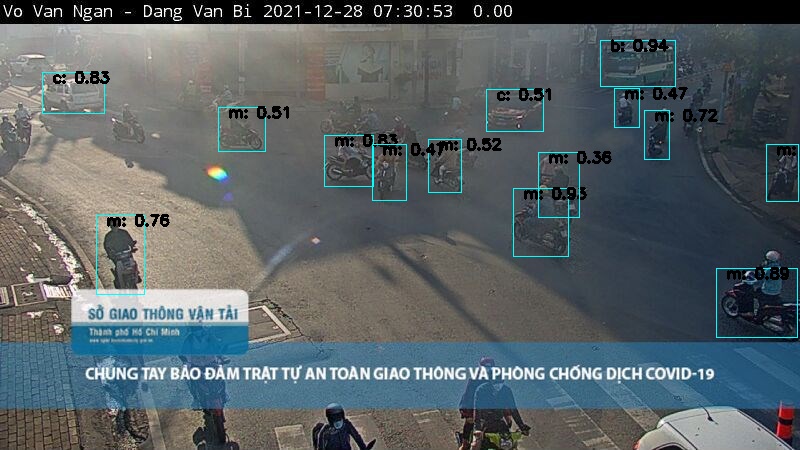 Vo Van Ngan - Dang Van Bi 2021-12-28 07:30:53 0.00
b: 0.94
c: 0.83
m: 0.51
c: 0.51
m: 0.47
m: 0.72
m: 0.83
m: 0.47
m: 0.52
m: 0.36
m:
m: 0.93
m: 0.76
m: 0.89
SỞ GIAO THÔNG VẬN TẢI
Thành phố Hồ Chí Minh
CHUNG TAY BẢO ĐẢM TRẬT TỰ AN TOÀN GIAO THÔNG VÀ PHÒNG CHỐNG DỊCH COVID-19